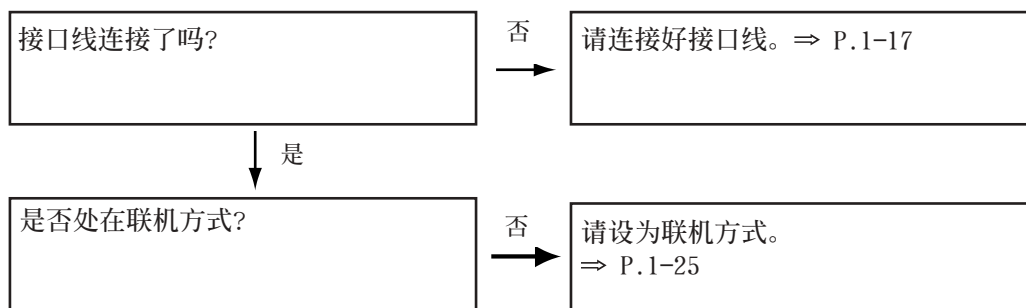 接口线连接了吗?
否
请连接好接口线。⇒ P.1-17
是
是否处在联机方式?
否
请设为联机方式。
⇒ P.1-25